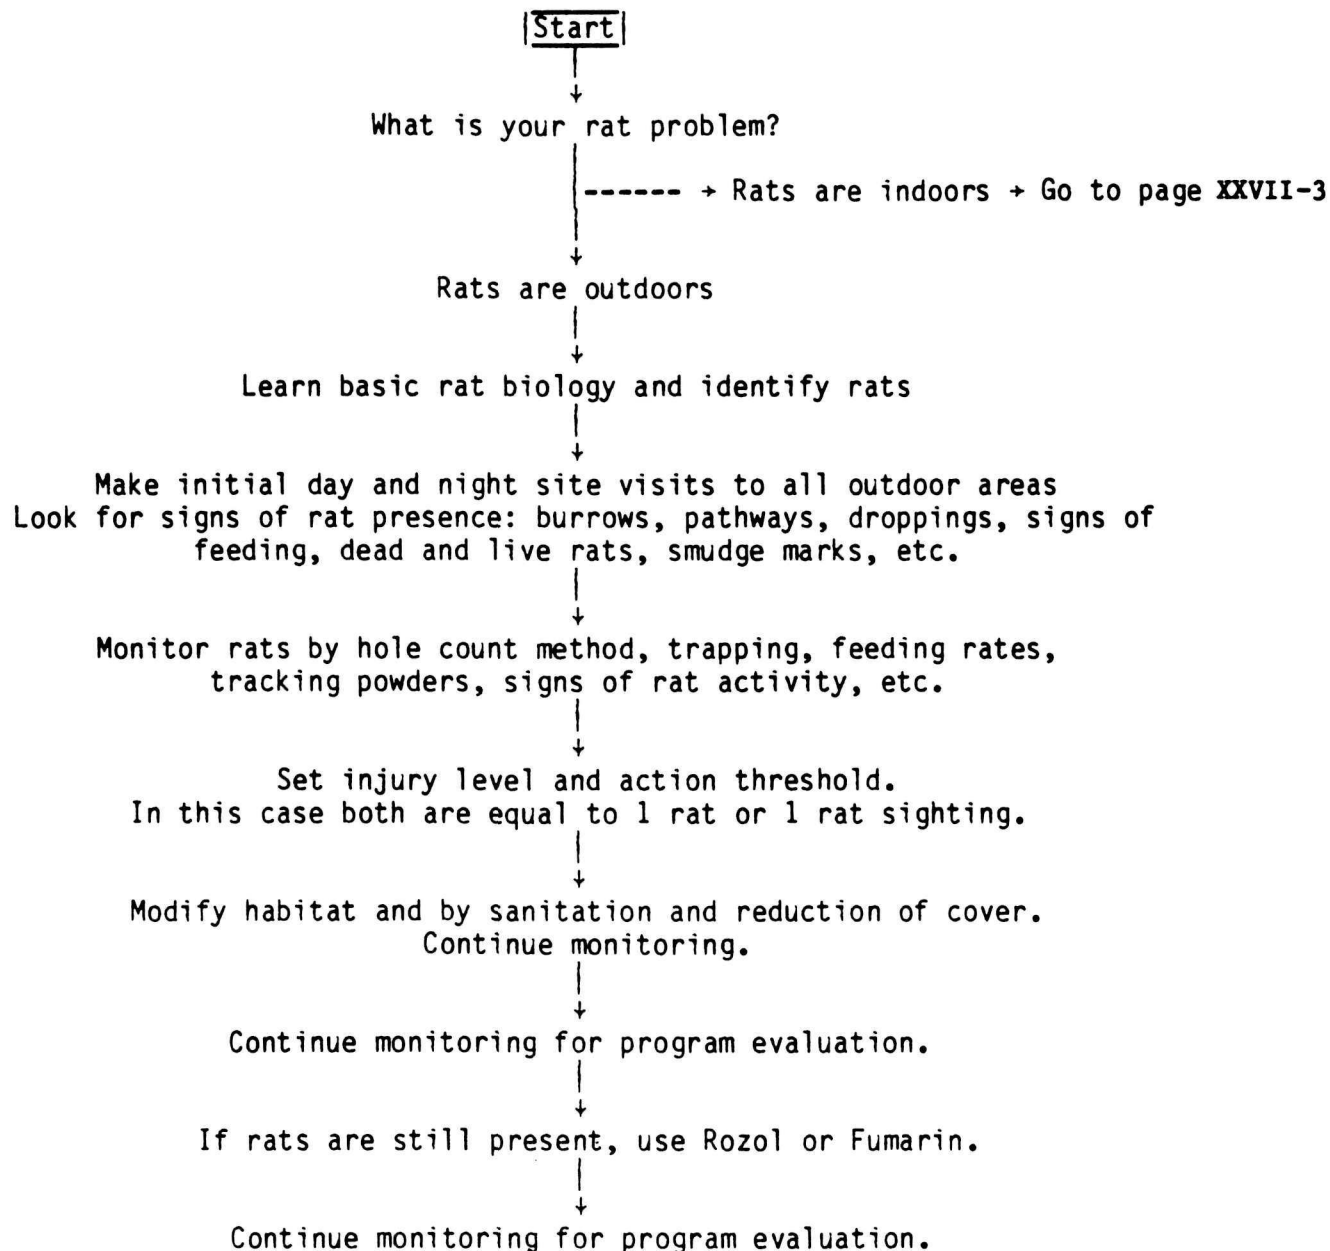 Start
What is your rat problem?
------ → Rats are indoors → Go to page XXVII-3
Rats are outdoors
Learn basic rat biology and identify rats
Make initial day and night site visits to all outdoor areas
Look for signs of rat presence: burrows, pathways, droppings, signs of
feeding, dead and live rats, smudge marks, etc.
Monitor rats by hole count method, trapping, feeding rates,
tracking powders, signs of rat activity, etc.
Set injury level and action threshold.
In this case both are equal to 1 rat or 1 rat sighting.
Modify habitat and by sanitation and reduction of cover.
Continue monitoring.
Continue monitoring for program evaluation.
If rats are still present, use Rozol or Fumarin.
Continue monitoring for program evaluation.